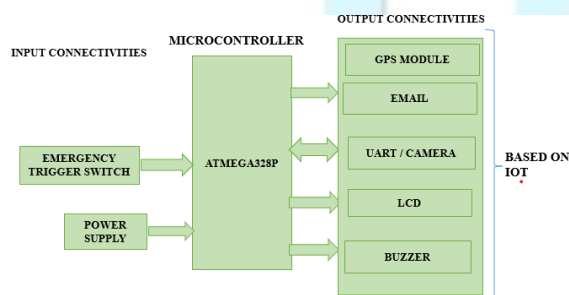 OUTPUT CONNECTIVITIES
MICROCONTROLLER
INPUT CONNECTIVITIES
GPS MODULE
EMAIL
EMERGENCY
TRIGGER SWITCH
ATMEGA328P
UART / CAMERA
BASED ON
IOT
LCD
POWER
SUPPLY
BUZZER